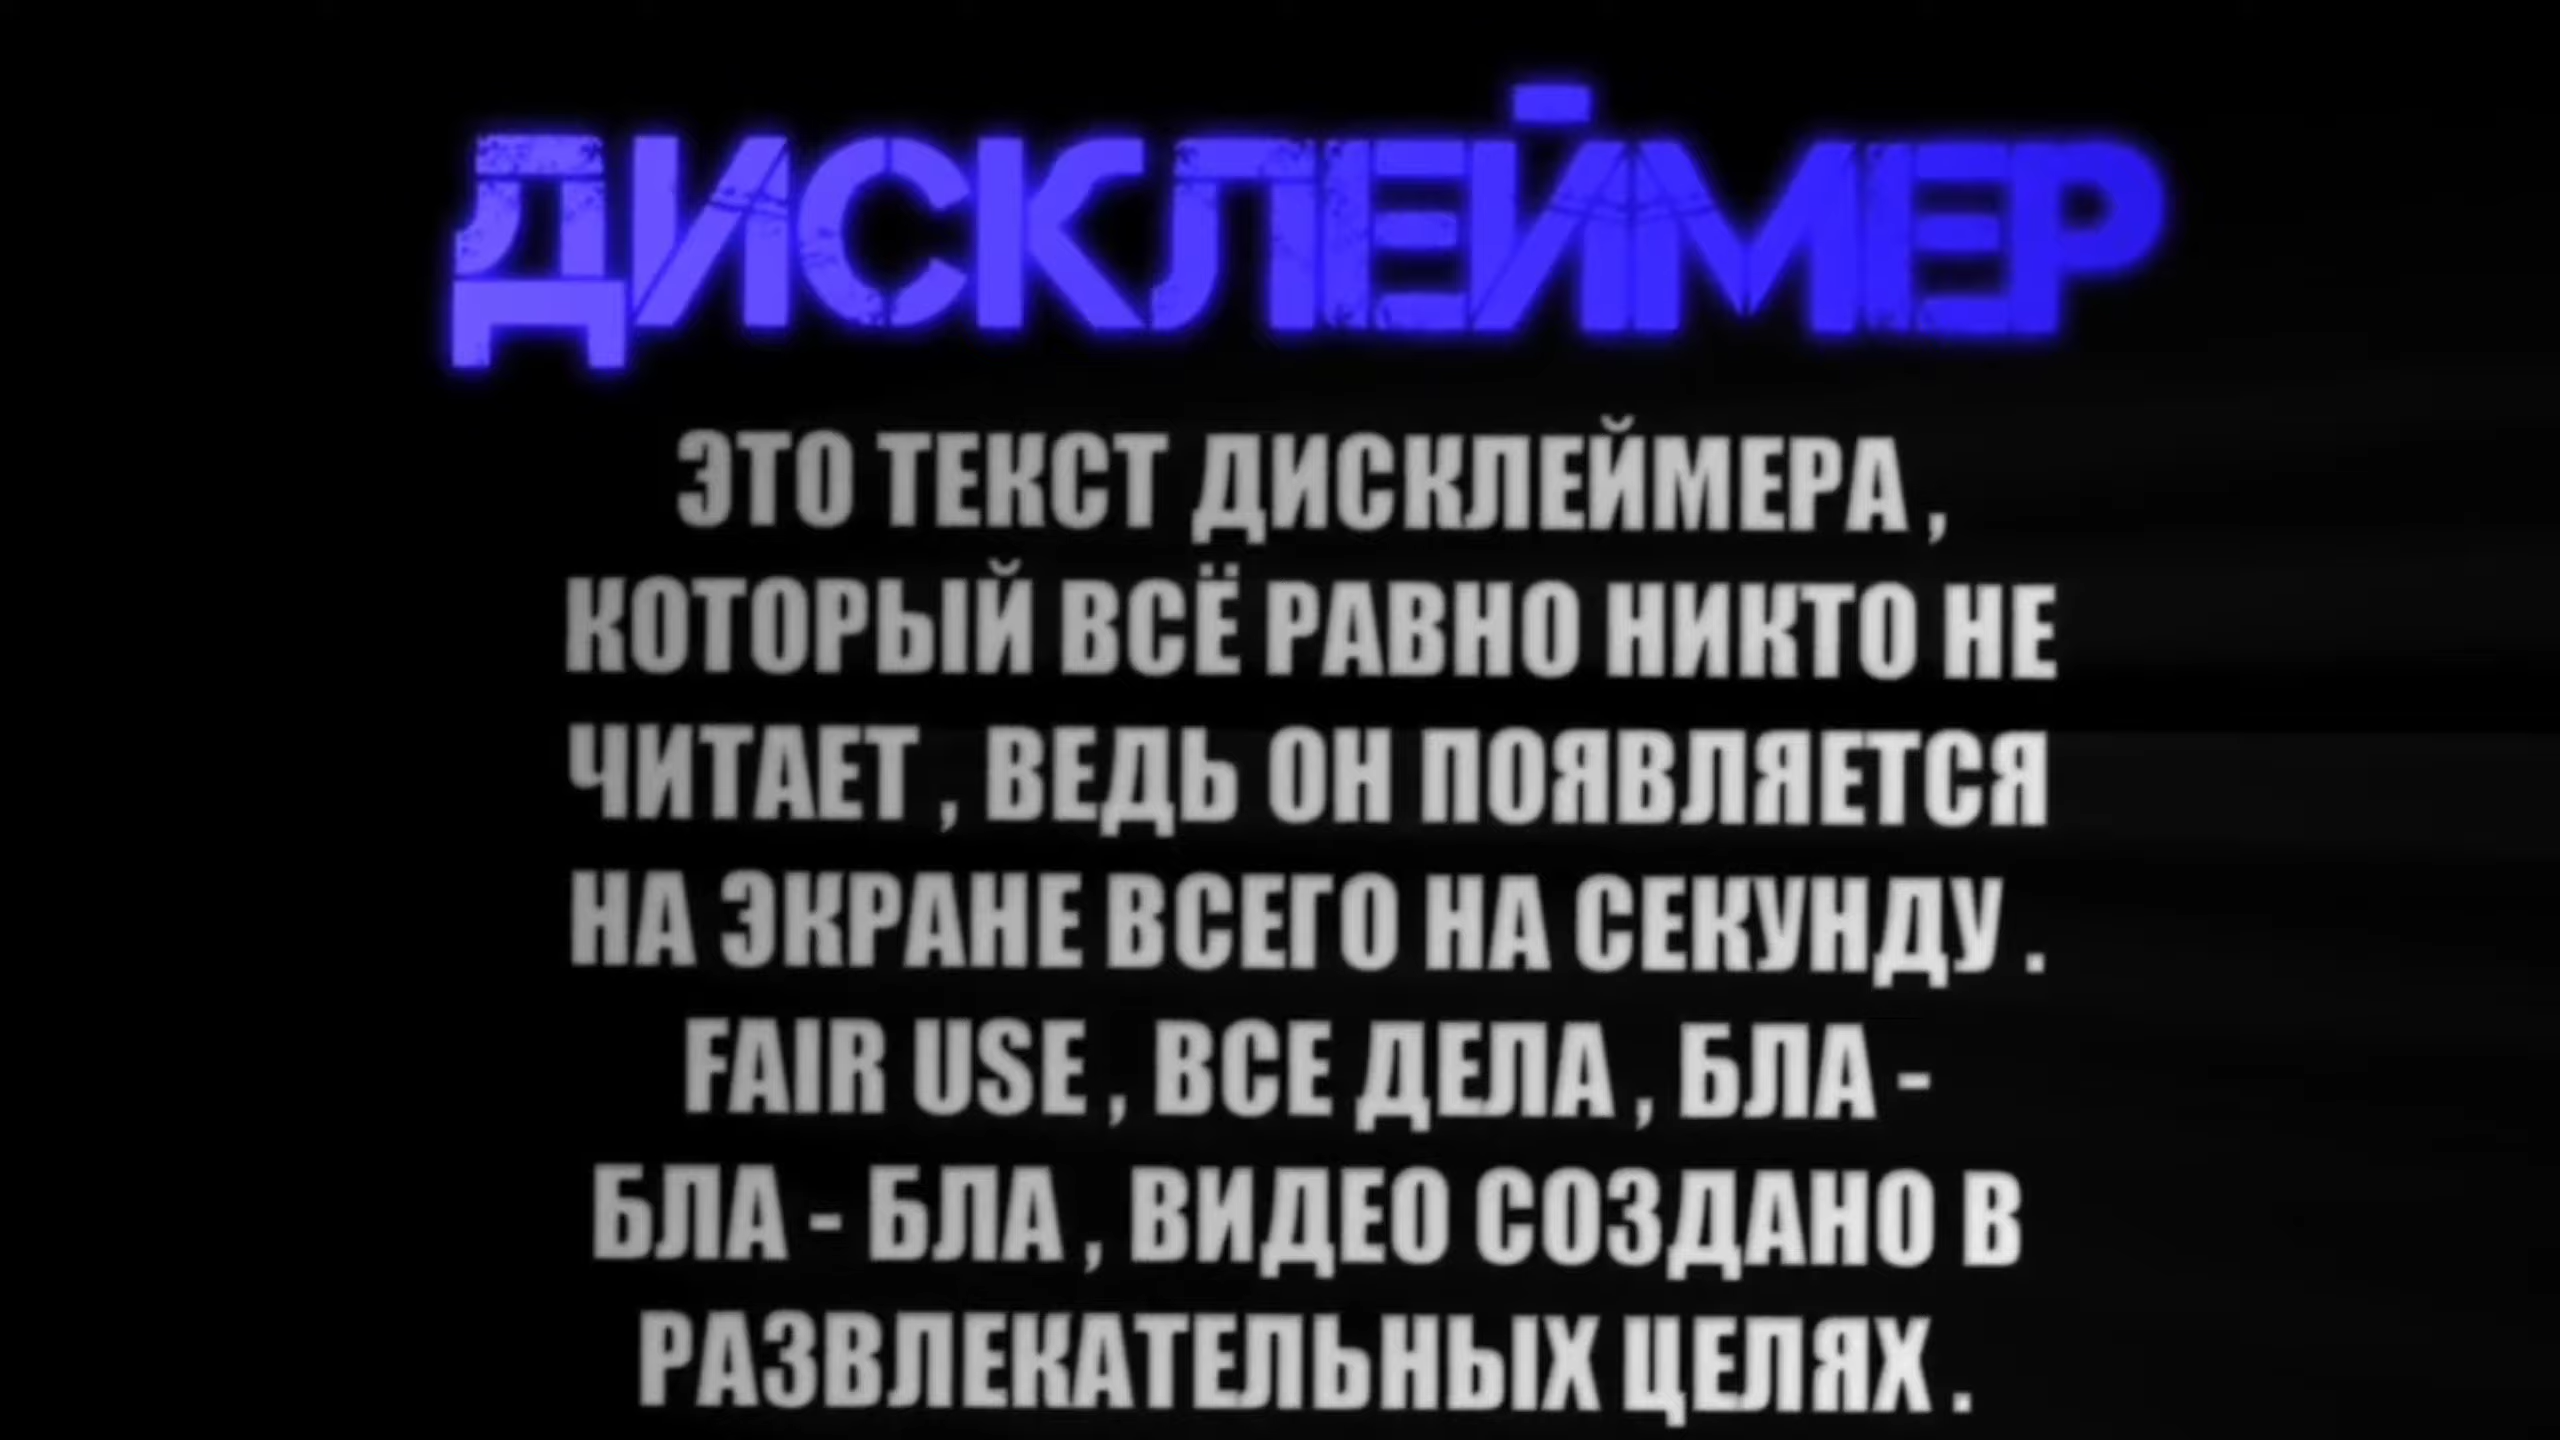 ДИСКЛЕЙМЕР
ЭТО ТЕКСТ ДИСКЛЕЙМЕРА ,
КОТОРЫЙ ВСЁ РАВНО НИКТО НЕ
ЧИТАЕТ , ВЕДЬ ОН ПОЯВЛЯЕТСЯ
НА ЭКРАНЕ ВСЕГО НА СЕКУНДУ .
FAIR USE , ВСЕ ДЕЛА , БЛА -
БЛА - БЛА , ВИДЕО СОЗДАНО В
РАЗВЛЕКАТЕЛЬНЫХ ЦЕЛЯХ .